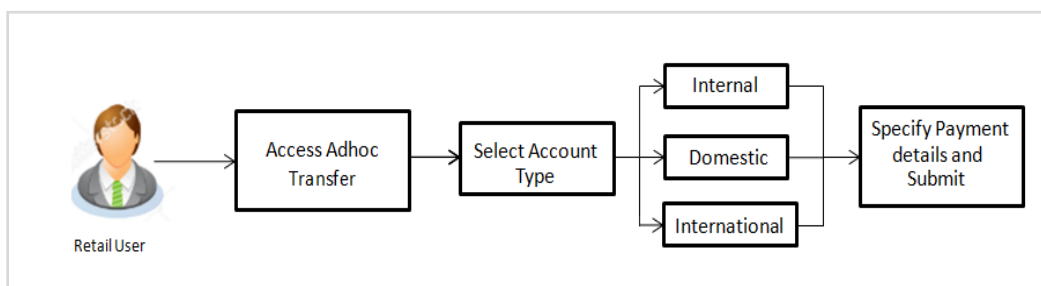 Retail User
Access Adhoc
Transfer
Select Account
Type
Internal
Domestic
International
Specify Payment
details and
Submit